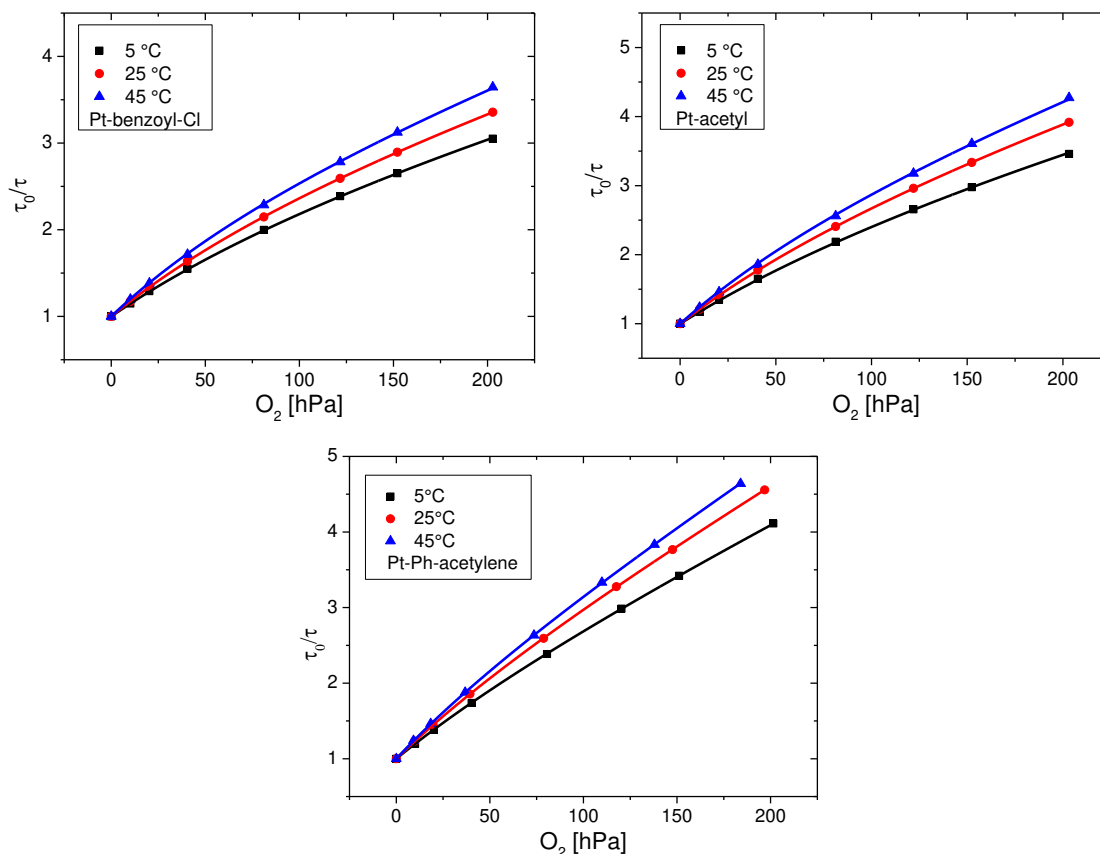 4
3
2
1
τ₀/τ
5 °C
25 °C
45 °C
Pt-benzoyl-Cl
0 50 100 150 200
O₂ [hPa]
5
4
3
2
1
τ₀/τ
5 °C
25 °C
45 °C
Pt-acetyl
0 50 100 150 200
O₂ [hPa]
5
4
3
2
1
τ₀/τ
5°C
25°C
45°C
Pt-Ph-acetylene
0 50 100 150 200
O₂ [hPa]